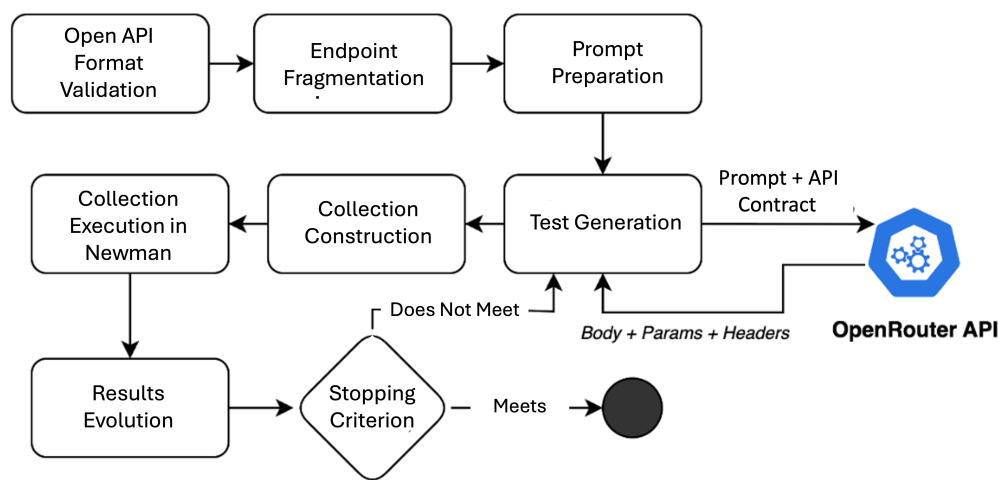 Open API
Format
Validation
Endpoint
Fragmentation
Prompt
Preparation
Collection
Execution in
Newman
Collection
Construction
Test Generation
Prompt + API
Contract
Does Not Meet
Body + Params + Headers
OpenRouter API
Results
Evolution
Stopping
Criterion
Meets